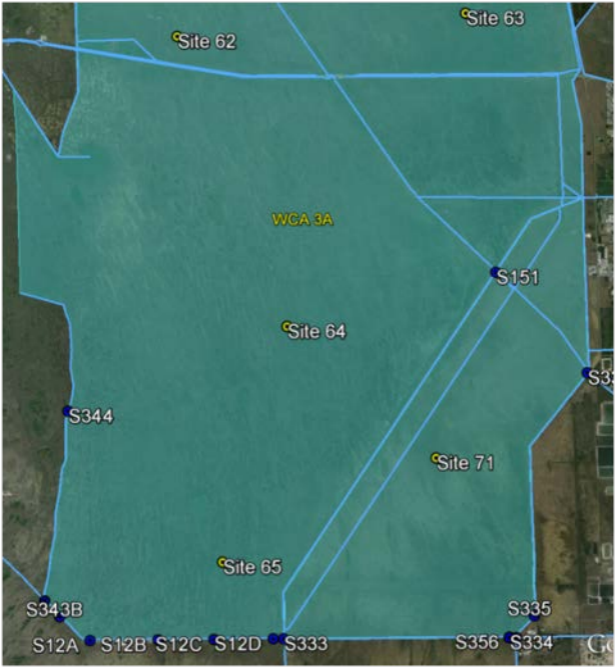 Site 62
Site 63
WCA 3A
S151
Site 64
S344
Site 71
Site 65
S343B
S335
S12A
S12B
S12C
S12D
S333
S356
S334